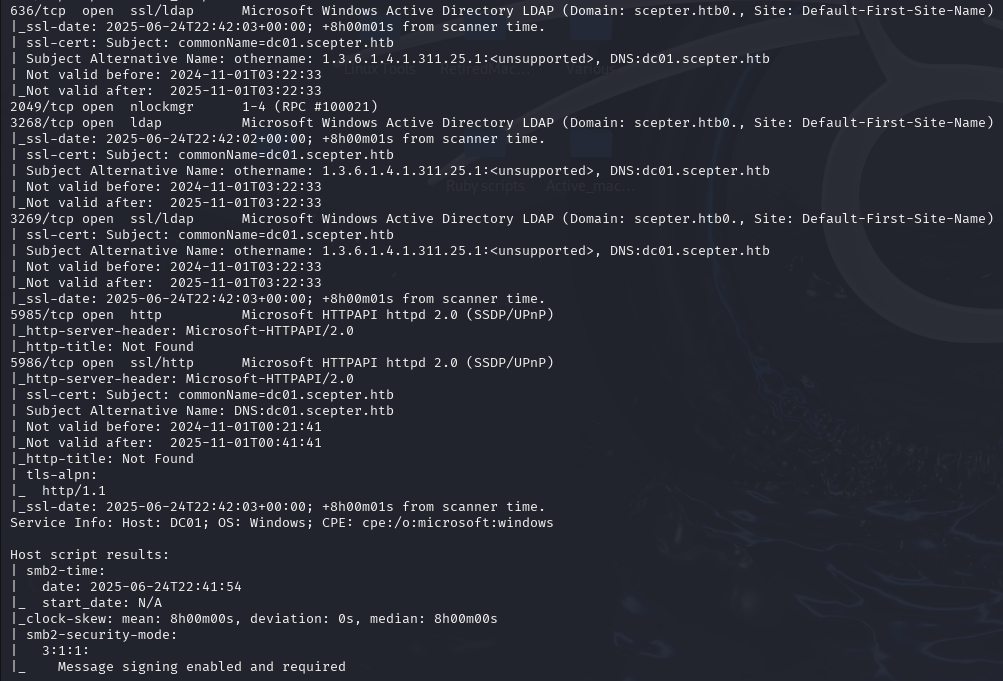 636/tcp  open  ssl/ldap      Microsoft Windows Active Directory LDAP (Domain: scepter.htb0., Site: Default-First-Site-Name)
|_ssl-date: 2025-06-24T22:42:03+00:00; +8h00m01s from scanner time.
| ssl-cert: Subject: commonName=dc01.scepter.htb
| Subject Alternative Name: othername: 1.3.6.1.4.1.311.25.1:<unsupported>, DNS:dc01.scepter.htb
| Not valid before: 2024-11-01T03:22:33
|_Not valid after:  2025-11-01T03:22:33
2049/tcp open  nlockmgr      1-4 (RPC #100021)
3268/tcp open  ldap          Microsoft Windows Active Directory LDAP (Domain: scepter.htb0., Site: Default-First-Site-Name)
|_ssl-date: 2025-06-24T22:42:02+00:00; +8h00m01s from scanner time.
| ssl-cert: Subject: commonName=dc01.scepter.htb
| Subject Alternative Name: othername: 1.3.6.1.4.1.311.25.1:<unsupported>, DNS:dc01.scepter.htb
| Not valid before: 2024-11-01T03:22:33
|_Not valid after:  2025-11-01T03:22:33
3269/tcp open  ssl/ldap      Microsoft Windows Active Directory LDAP (Domain: scepter.htb0., Site: Default-First-Site-Name)
| ssl-cert: Subject: commonName=dc01.scepter.htb
| Subject Alternative Name: othername: 1.3.6.1.4.1.311.25.1:<unsupported>, DNS:dc01.scepter.htb
| Not valid before: 2024-11-01T03:22:33
|_Not valid after:  2025-11-01T03:22:33
|_ssl-date: 2025-06-24T22:42:03+00:00; +8h00m01s from scanner time.
5985/tcp open  http          Microsoft HTTPAPI httpd 2.0 (SSDP/UPnP)
|_http-server-header: Microsoft-HTTPAPI/2.0
|_http-title: Not Found
5986/tcp open  ssl/http      Microsoft HTTPAPI httpd 2.0 (SSDP/UPnP)
|_http-server-header: Microsoft-HTTPAPI/2.0
| ssl-cert: Subject: commonName=dc01.scepter.htb
| Subject Alternative Name: DNS:dc01.scepter.htb
| Not valid before: 2024-11-01T00:21:41
|_Not valid after:  2025-11-01T00:41:41
|_http-title: Not Found
| tls-alpn:
|_  http/1.1
|_ssl-date: 2025-06-24T22:42:03+00:00; +8h00m01s from scanner time.
Service Info: Host: DC01; OS: Windows; CPE: cpe:/o:microsoft:windows

Host script results:
| smb2-time:
|   date: 2025-06-24T22:41:54
|_  start_date: N/A
|_clock-skew: mean: 8h00m00s, deviation: 0s, median: 8h00m00s
| smb2-security-mode:
|   3:1:1:
|_    Message signing enabled and required
Linux Tools
Ruby scripts
Active_mac...